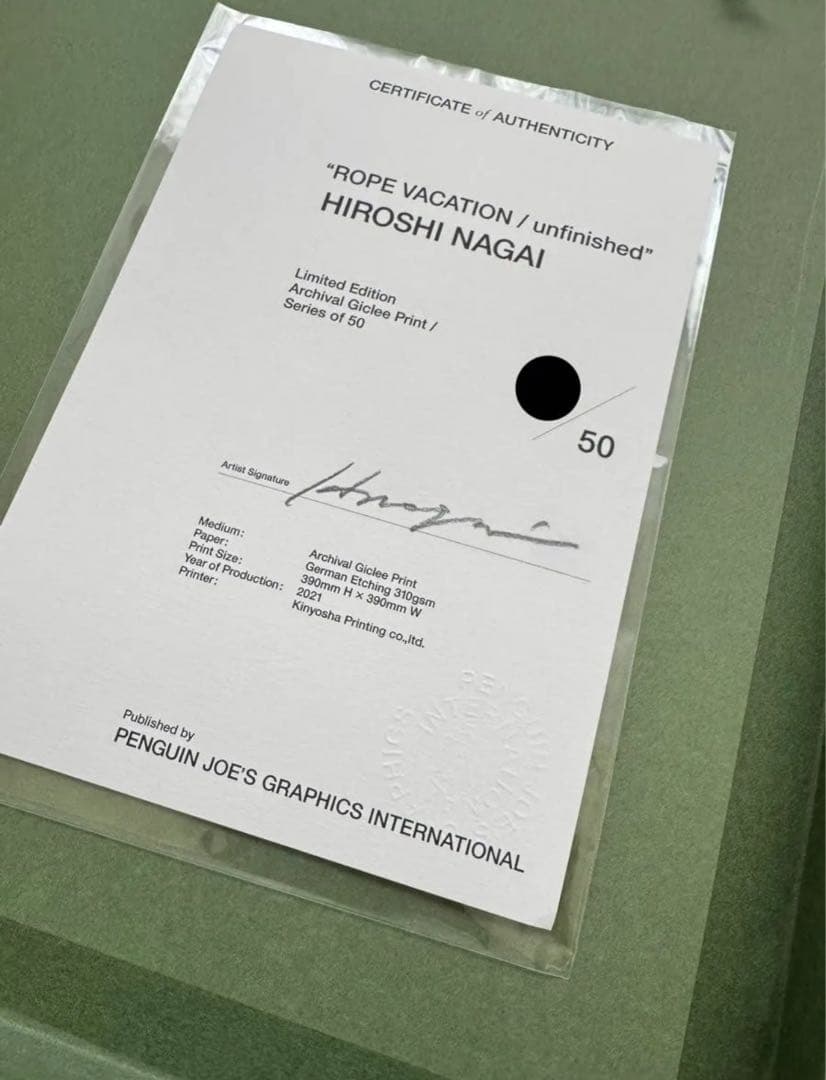 CERTIFICATE of AUTHENTICITY
“ROPE VACATION / unfinished”
HIROSHI NAGAI
Limited Edition
Archival Giclee Print /
Series of 50
/ 50
Artist Signature
Medium: Archival Giclee Print
Paper: German Etching 310gsm
Print Size: 390mm H × 390mm W
Year of Production: 2021
Printer: Kinyosha Printing co.,ltd.
Published by
PENGUIN JOE'S GRAPHICS INTERNATIONAL